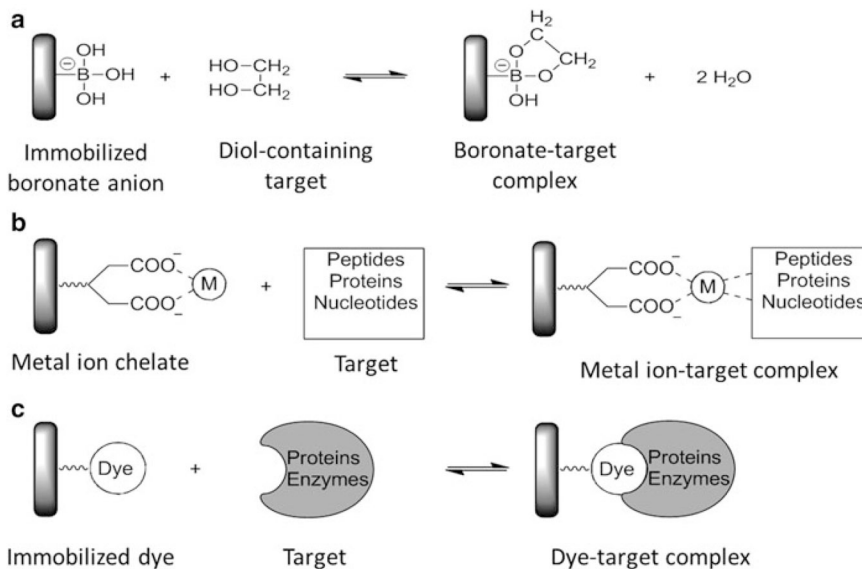 a
OH
⊖
B–OH
OH
+
HO–CH₂
HO–CH₂
H₂
C
O
CH₂
⊖
B–O
OH
+
2 H₂O
Immobilized
boronate anion
Diol-containing
target
Boronate-target
complex
b
COO⁻
COO⁻
M
+
Peptides
Proteins
Nucleotides
COO⁻
COO⁻
M
Peptides
Proteins
Nucleotides
Metal ion chelate
Target
Metal ion-target complex
c
Dye
+
Proteins
Enzymes
Dye
Proteins
Enzymes
Immobilized dye
Target
Dye-target complex